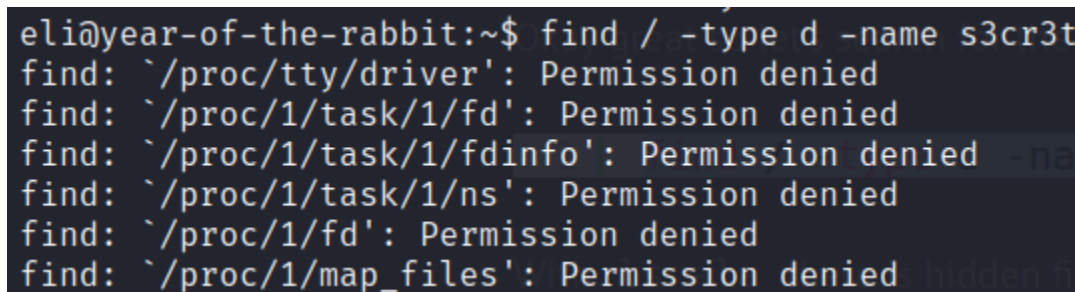 eli@year-of-the-rabbit:~$ find / -type d -name s3cr3t
find: `/proc/tty/driver': Permission denied
find: `/proc/1/task/1/fd': Permission denied
find: `/proc/1/task/1/fdinfo': Permission denied
find: `/proc/1/task/1/ns': Permission denied
find: `/proc/1/fd': Permission denied
find: `/proc/1/map_files': Permission denied